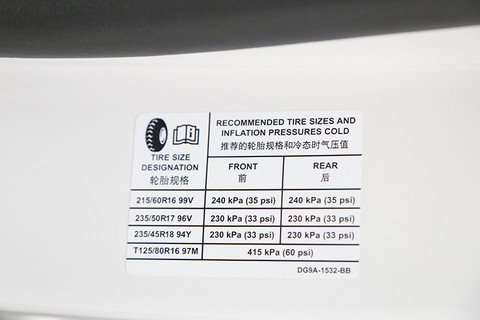 RECOMMENDED TIRE SIZES AND
INFLATION PRESSURES COLD
推荐的轮胎规格和冷态时气压值
TIRE SIZE
DESIGNATION
轮胎规格
FRONT
前
REAR
后
215/60R16 99V 240 kPa (35 psi) 240 kPa (35 psi)
235/50R17 96V 230 kPa (33 psi) 230 kPa (33 psi)
235/45R18 94Y 230 kPa (33 psi) 230 kPa (33 psi)
T125/80R16 97M 415 kPa (60 psi)
DG9A-1532-BB